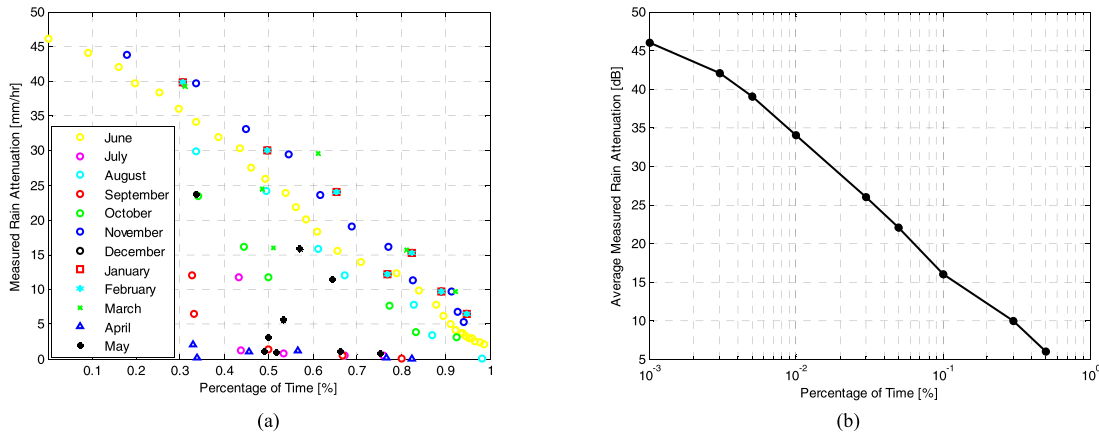 50
45
40
35
30
25
20
15
10
5
0
Measured Rain Attenuation [mm/hr]
June
July
August
September
October
November
December
January
February
March
April
May
0.1 0.2 0.3 0.4 0.5 0.6 0.7 0.8 0.9 1
Percentage of Time [%]
(a)
50
45
40
35
30
25
20
15
10
5
Average Measured Rain Attenuation [dB]
10-3 10-2 10-1 100
Percentage of Time [%]
(b)